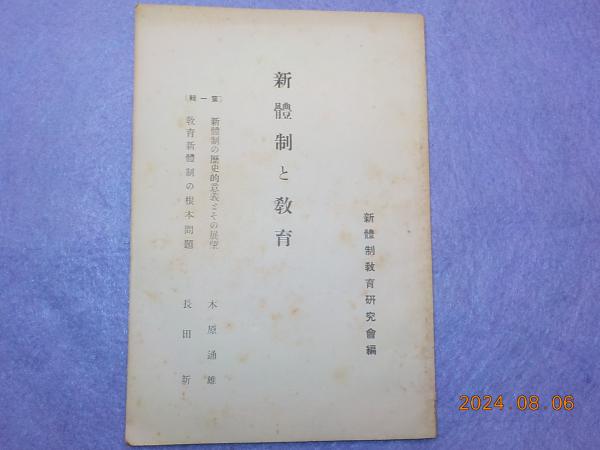 新體制教育研究會編
新體制と教育
〔第一輯〕
新體制の歷史的意義とその展望 木原通雄
教育新體制の根本問題 長田新
2024.08.06